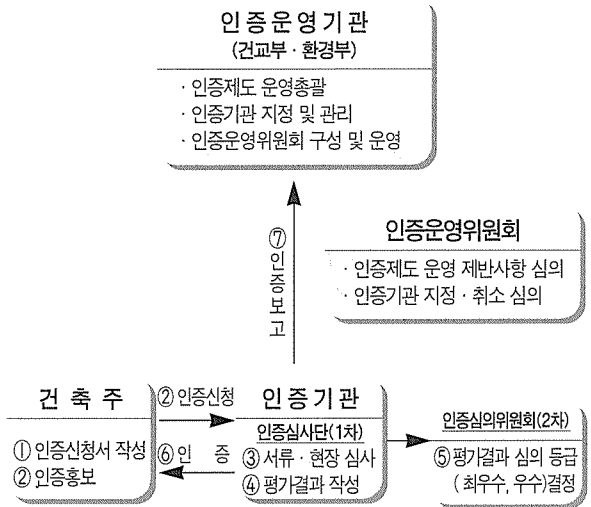 인증운영기관
(건교부 · 환경부)
· 인증제도 운영총괄
· 인증기관 지정 및 관리
· 인증운영위원회 구성 및 운영
⑦인증보고
인증운영위원회
· 인증제도 운영 제반사항 심의
· 인증기관 지정 · 취소 심의
건 축 주
① 인증신청서 작성
② 인증홍보
② 인증신청
⑥ 인 증
인증기관
인증심사단(1차)
③ 서류 · 현장 심사
④ 평가결과 작성
인증심의위원회(2차)
⑤ 평가결과 심의 등급
(최우수, 우수)결정